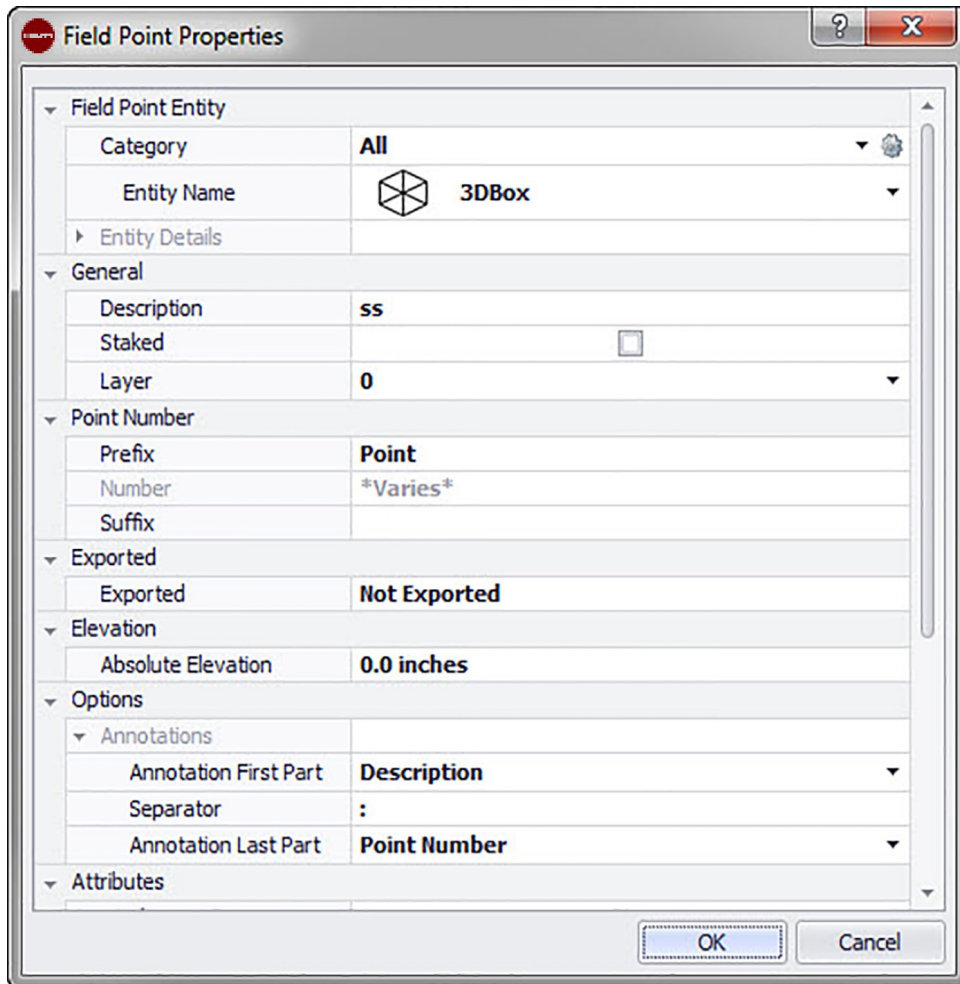 Field Point Properties
Field Point Entity
Category All
Entity Name 3DBox
Entity Details
General
Description ss
Staked
Layer 0
Point Number
Prefix Point
Number *Varies*
Suffix
Exported
Exported Not Exported
Elevation
Absolute Elevation 0.0 inches
Options
Annotations
Annotation First Part Description
Separator :
Annotation Last Part Point Number
Attributes
OK Cancel